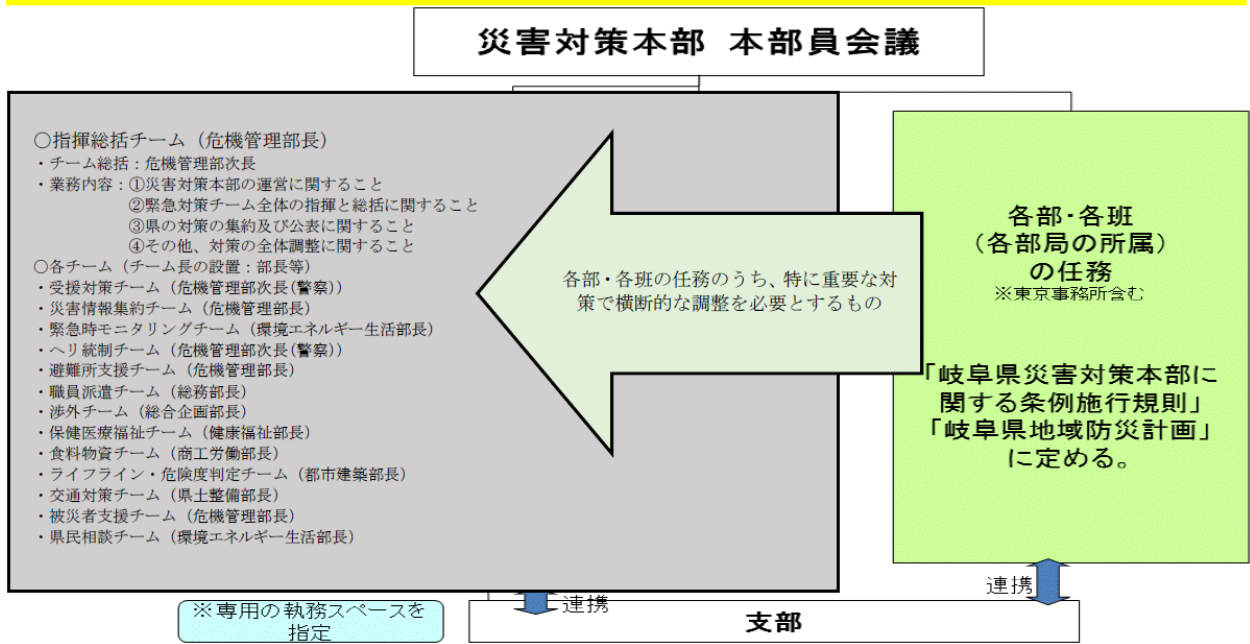 災害対策本部 本部員会議
○指揮総括チーム（危機管理部長）
・チーム総括：危機管理部次長
・業務内容：①災害対策本部の運営に関すること
②緊急対策チーム全体の指揮と総括に関すること
③県の対策の集約及び公表に関すること
④その他、対策の全体調整に関すること
○各チーム（チーム長の設置：部長等）
・受援対策チーム（危機管理部次長(警察)）
・災害情報集約チーム（危機管理部長）
・緊急時モニタリングチーム（環境エネルギー生活部長）
・ヘリ統制チーム（危機管理部次長(警察)）
・避難所支援チーム（危機管理部長）
・職員派遣チーム（総務部長）
・渉外チーム（総合企画部長）
・保健医療福祉チーム（健康福祉部長）
・食料物資チーム（商工労働部長）
・ライフライン・危険度判定チーム（都市建築部長）
・交通対策チーム（県土整備部長）
・被災者支援チーム（危機管理部長）
・県民相談チーム（環境エネルギー生活部長）
各部・各班の任務のうち、特に重要な対
策で横断的な調整を必要とするもの
各部・各班
（各部局の所属）
の任務
※東京事務所含む
「岐阜県災害対策本部に
関する条例施行規則」
「岐阜県地域防災計画」
に定める。
※専用の執務スペースを
指定
連携
連携
支部